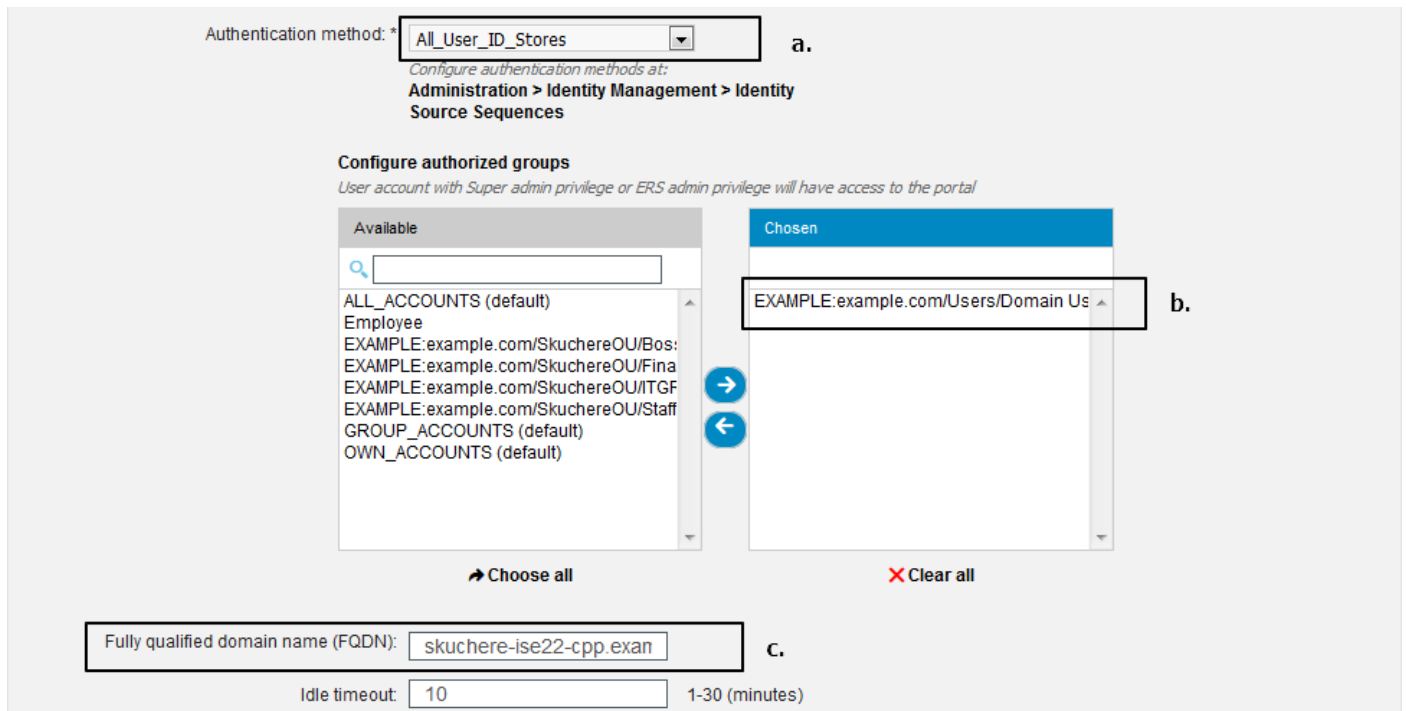 Authentication method: * All_User_ID_Stores a.
Configure authentication methods at:
Administration > Identity Management > Identity
Source Sequences
Configure authorized groups
User account with Super admin privilege or ERS admin privilege will have access to the portal
Available
Chosen
ALL_ACCOUNTS (default)
Employee
EXAMPLE:example.com/SkuchereOU/Bos
EXAMPLE:example.com/SkuchereOU/Fina
EXAMPLE:example.com/SkuchereOU/ITGF
EXAMPLE:example.com/SkuchereOU/Staff
GROUP_ACCOUNTS (default)
OWN_ACCOUNTS (default)
EXAMPLE:example.com/Users/Domain Us
b.
Choose all
Clear all
Fully qualified domain name (FQDN): skuchere-ise22-cpp.exam c.
Idle timeout: 10 1-30 (minutes)